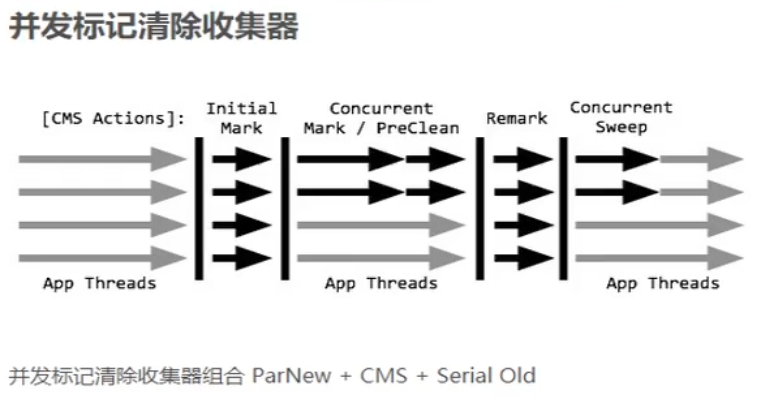 并发标记清除收集器
[CMS Actions]:
Initial
Mark
Concurrent
Mark / PreClean
Remark
Concurrent
Sweep
App Threads
App Threads
App Threads
并发标记清除收集器组合 ParNew + CMS + Serial Old